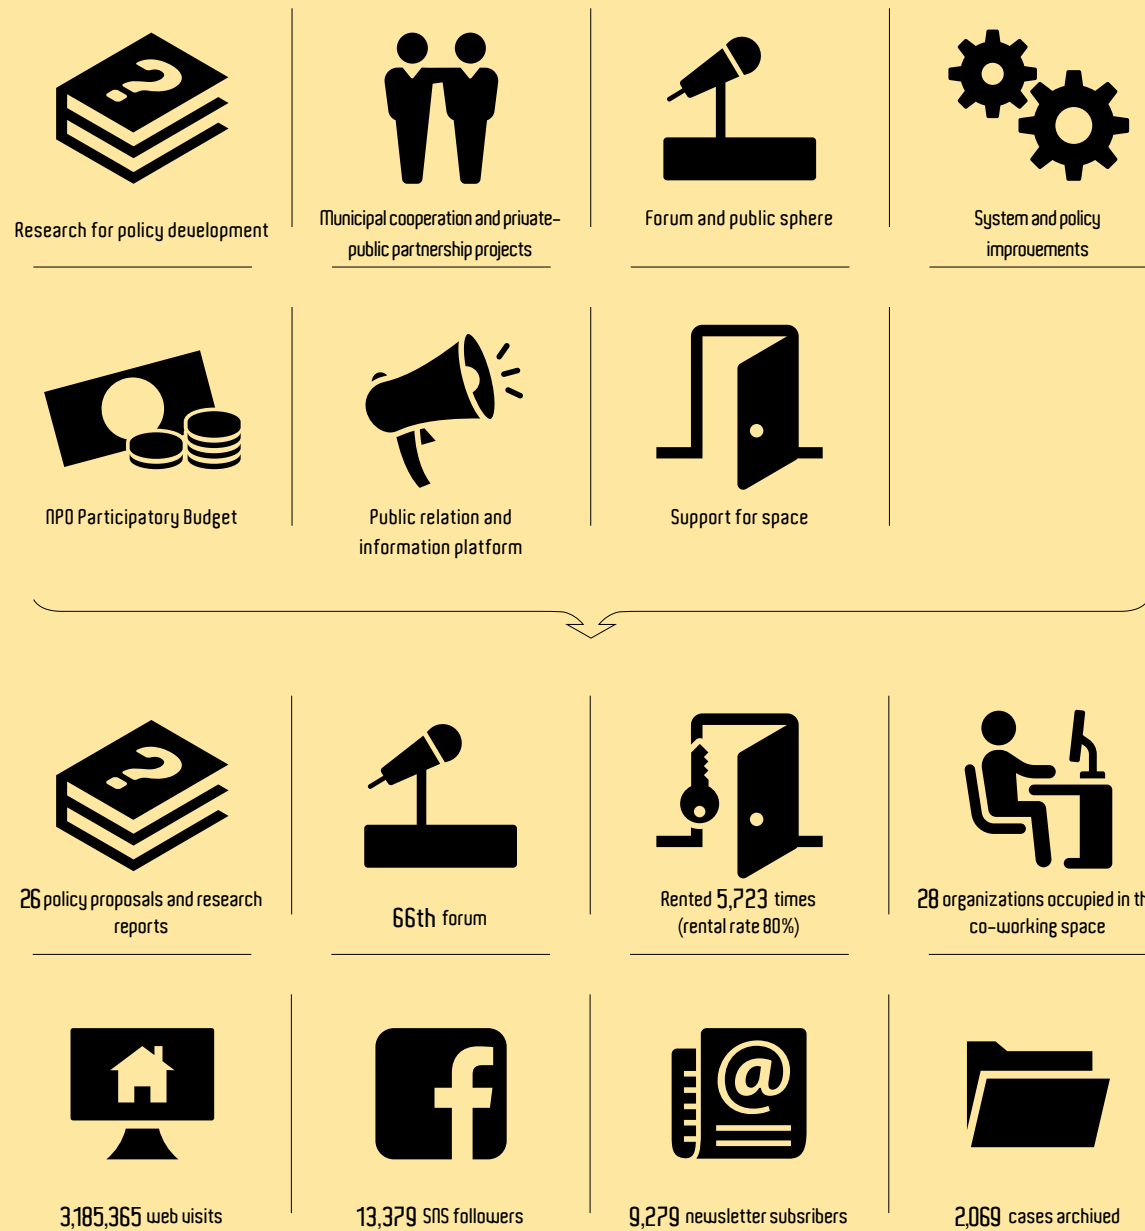 Research for policy development
Municipal cooperation and private-
public partnership projects
Forum and public sphere
System and policy
improvements
NPO Participatory Budget
Public relation and
information platform
Support for space
26 policy proposals and research
reports
66th forum
Rented 5,723 times
(rental rate 80%)
28 organizations occupied in th
co-working space
3,185,365 web visits
13,379 SNS followers
9,279 newsletter subsribers
2,069 cases archived